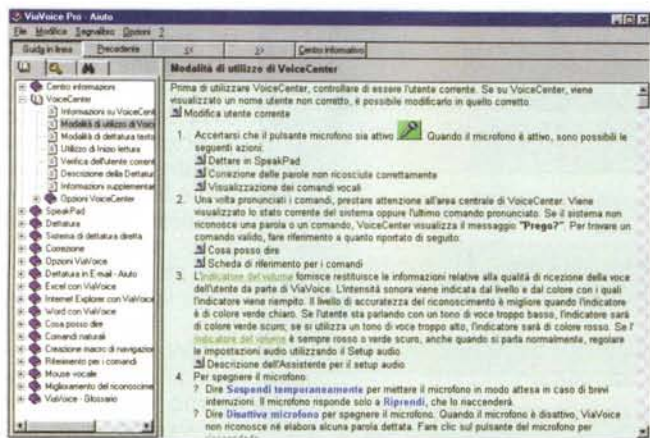 ViaVoice Pro - Aiuto
File Modifica Segnalibro Opzioni ?
Guida in linea Precedente << >> Centro informativo
Centro informazioni
VoiceCenter
Informazioni su VoiceCent
Modalità di utilizzo di Voice
Modalità di dettatura testo
Utilizzo di Inizio lettura
Verifica dell'utente corrent
Descrizione della Dettatur
Informazioni supplementar
Opzioni VoiceCenter
SpeakPad
Dettatura
Sistema di dettatura diretta
Correzione
Opzioni ViaVoice
Dettatura in E-mail - Aiuto
Excel con ViaVoice
Internet Explorer con ViaVoice
Word con ViaVoice
Cosa posso dire
Comandi naturali
Creazione macro di navigazion
Riferimento per i comandi
Mouse vocale
Miglioramento del riconoscime
ViaVoice - Glossario
Modalità di utilizzo di VoiceCenter
Prima di utilizzare VoiceCenter, controllare di essere l'utente corrente. Se su VoiceCenter, viene
visualizzato un nome utente non corretto, è possibile modificarlo in quello corretto.
Modifica utente corrente
1. Accertarsi che il pulsante microfono sia attivo Quando il microfono è attivo, sono possibili le
seguenti azioni:
Dettare in SpeakPad
Correzione delle parole non ricosciute correttamente
Visualizzazione dei comandi vocali
2. Una volta pronunciati i comandi, prestare attenzione all'area centrale di VoiceCenter. Viene
visualizzato lo stato corrente del sistema oppure l'ultimo comando pronunciato. Se il sistema non
riconosce una parola o un comando, VoiceCenter visualizza il messaggio "Prego?". Per trovare un
comando valido, fare riferimento a quanto riportato di seguito:
Cosa posso dire
Scheda di riferimento per i comandi
3. L'indicatore del volume fornisce restituisce le informazioni relative alla qualità di ricezione della voce
dell'utente da parte di ViaVoice. L'intensità sonora viene indicata dal livello e dal colore con i quali
l'indicatore viene riempito. Il livello di accuratezza del riconoscimento è migliore quando l'indicatore
è di colore verde chiaro. Se l'utente sta parlando con un tono di voce troppo basso, l'indicatore sarà
di colore verde scuro; se si utilizza un tono di voce troppo alto, l'indicatore sarà di colore rosso. Se l'
indicatore del volume è sempre rosso o verde scuro, anche quando si parla normalmente, regolare
le impostazioni audio utilizzando il Setup audio.
Descrizione dell'Assistente per il setup audio
4. Per spegnere il microfono:
? Dire Sospendi temporaneamente per mettere il microfono in modo attesa in caso di brevi
interruzioni. Il microfono risponde solo a Riprendi, che lo riaccenderà.
? Dire Disattiva microfono per spegnere il microfono. Quando il microfono è disattivo, ViaVoice
non riconosce né elabora alcuna parola dettata. Fare clic sul pulsante del microfono per